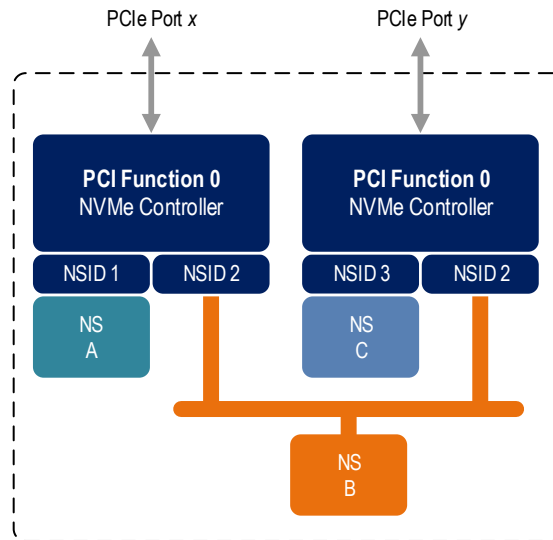 PCIe Port x
PCIe Port y
PCI Function 0
NVMe Controller
PCI Function 0
NVMe Controller
NSID 1
NSID 2
NSID 3
NSID 2
NS
A
NS
C
NS
B